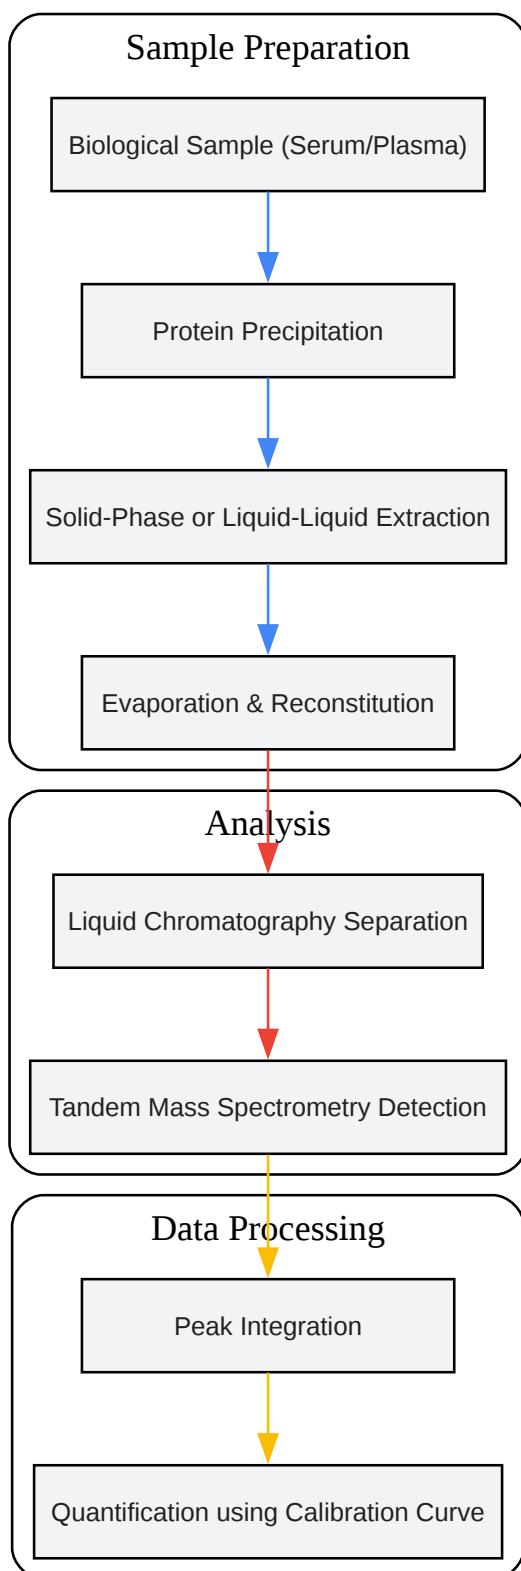 Sample Preparation
Biological Sample (Serum/Plasma)
Protein Precipitation
Solid-Phase or Liquid-Liquid Extraction
Evaporation & Reconstitution
Analysis
Liquid Chromatography Separation
Tandem Mass Spectrometry Detection
Data Processing
Peak Integration
Quantification using Calibration Curve